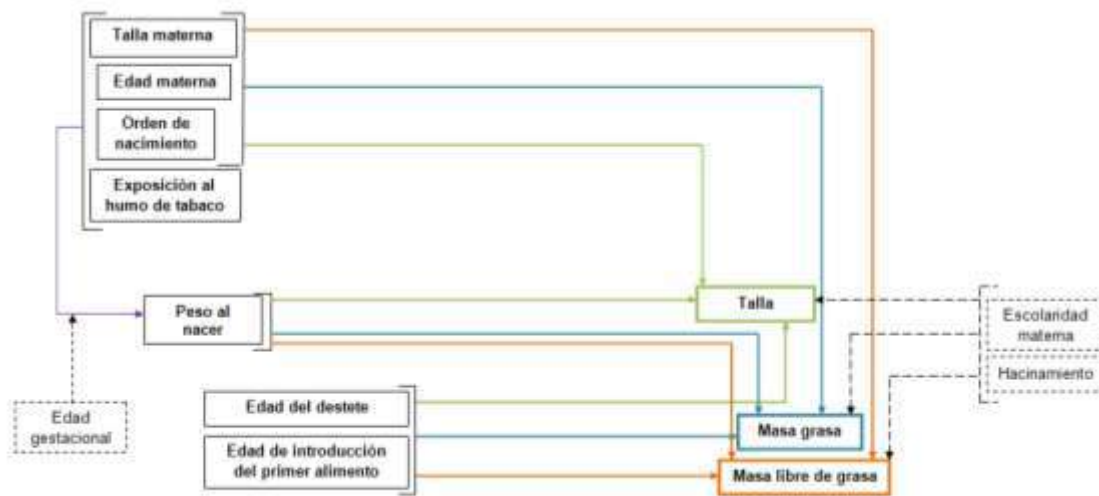 Talla materna
Edad materna
Orden de
nacimiento
Exposición al
humo de tabaco
Peso al
nacer
Talla
Escolaridad
materna
Hacinamiento
Edad
gestacional
Edad del destete
Edad de introducción
del primer alimento
Masa grasa
Masa libre de grasa